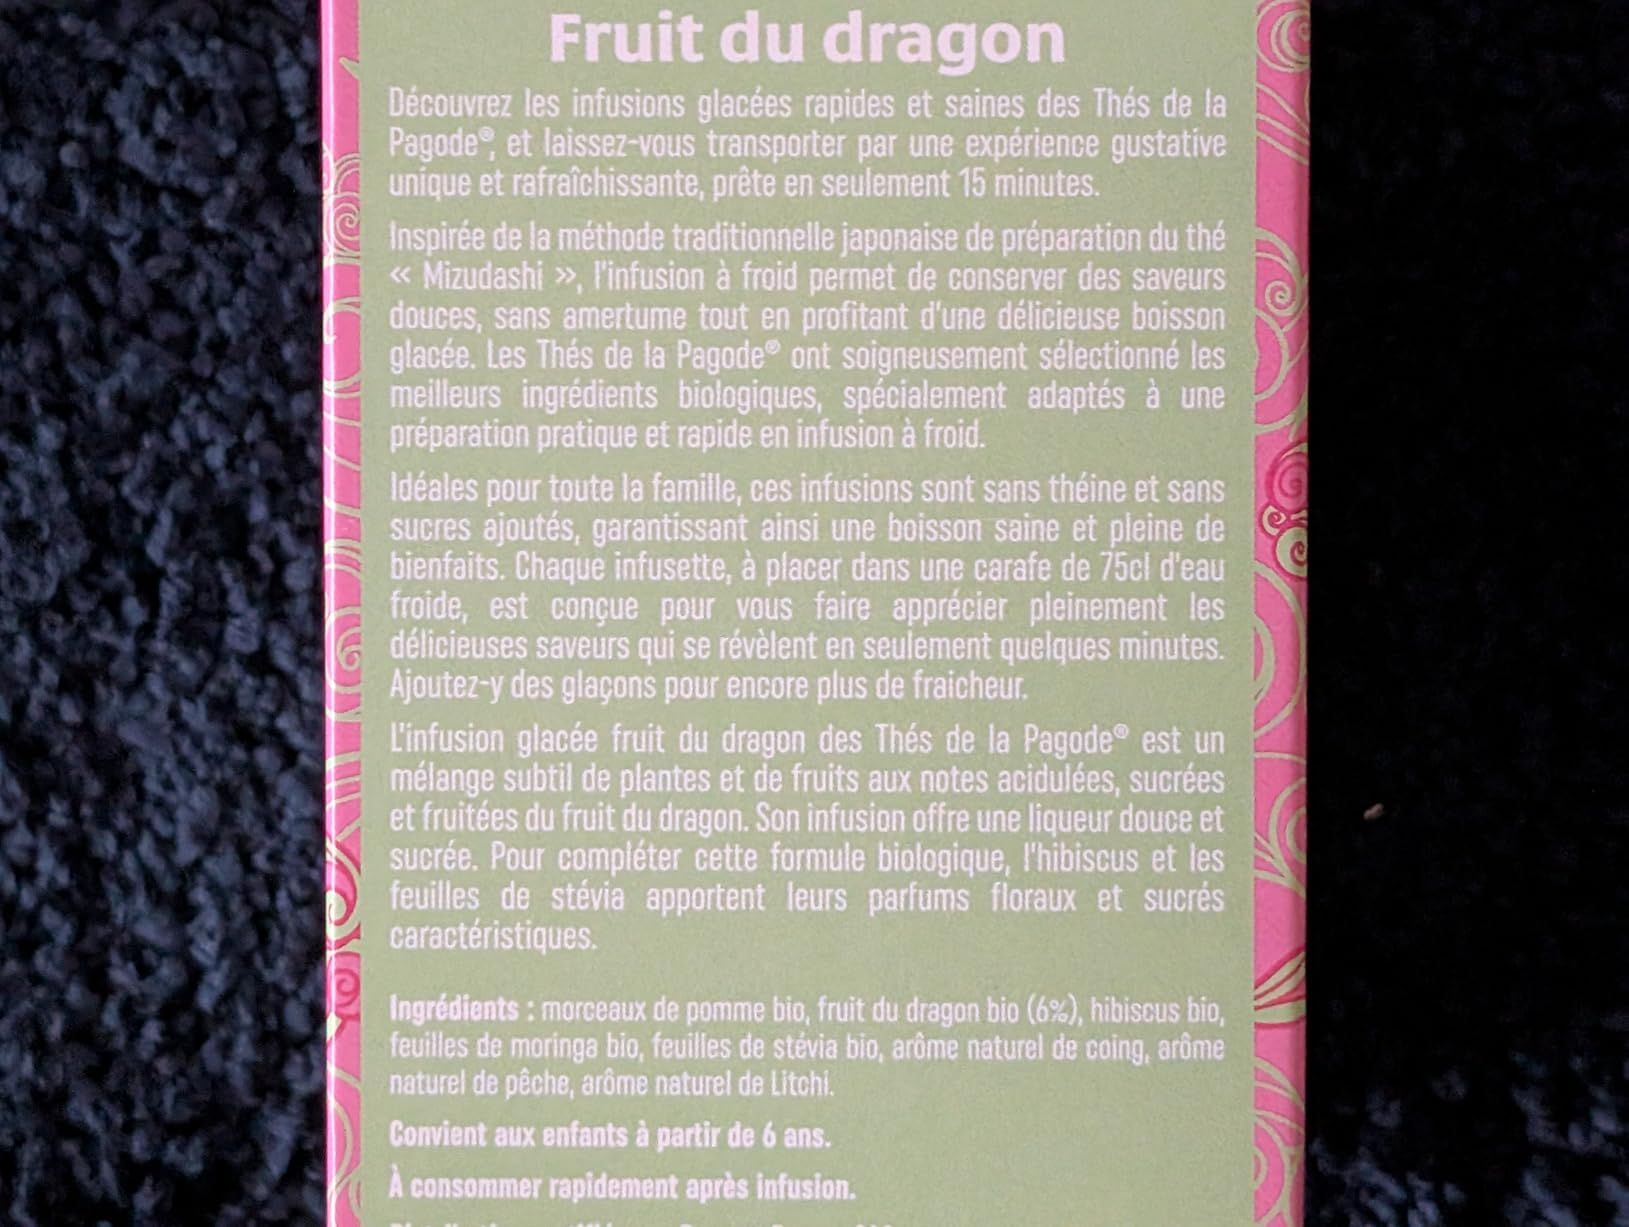 Fruit du dragon
Découvrez les infusions glacées rapides et saines des Thés de la
Pagode®, et laissez-vous transporter par une expérience gustative
unique et rafraîchissante, prête en seulement 15 minutes.
Inspirée de la méthode traditionnelle japonaise de préparation du thé
« Mizudashi », l'infusion à froid permet de conserver des saveurs
douces, sans amertume tout en profitant d'une délicieuse boisson
glacée. Les Thés de la Pagode® ont soigneusement sélectionné les
meilleurs ingrédients biologiques, spécialement adaptés à une
préparation pratique et rapide en infusion à froid.
Idéales pour toute la famille, ces infusions sont sans théine et sans
sucres ajoutés, garantissant ainsi une boisson saine et pleine de
bienfaits. Chaque infusette, à placer dans une carafe de 75cl d'eau
froide, est conçue pour vous faire apprécier pleinement les
délicieuses saveurs qui se révèlent en seulement quelques minutes.
Ajoutez-y des glaçons pour encore plus de fraicheur.
L'infusion glacée fruit du dragon des Thés de la Pagode® est un
mélange subtil de plantes et de fruits aux notes acidulées, sucrées
et fruitées du fruit du dragon. Son infusion offre une liqueur douce et
sucrée. Pour compléter cette formule biologique, l'hibiscus et les
feuilles de stévia apportent leurs parfums floraux et sucrés
caractéristiques.
Ingrédients : morceaux de pomme bio, fruit du dragon bio (6%), hibiscus bio,
feuilles de moringa bio, feuilles de stévia bio, arôme naturel de coing, arôme
naturel de pêche, arôme naturel de Litchi.
Convient aux enfants à partir de 6 ans.
À consommer rapidement après infusion.